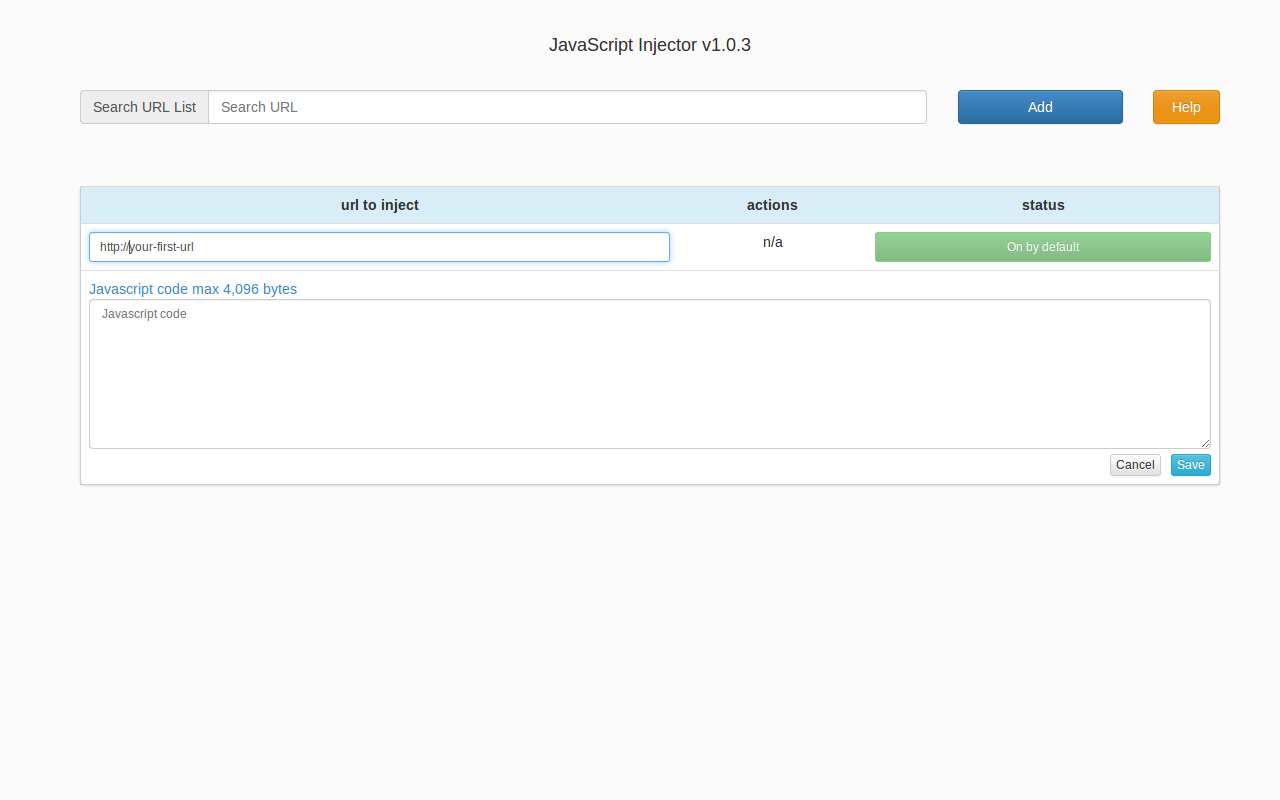 JavaScript Injector v1.0.3
Search URL List Search URL Add Help
url to inject actions status
http://your-first-url n/a On by default
Javascript code max 4,096 bytes
Javascript code
Cancel Save